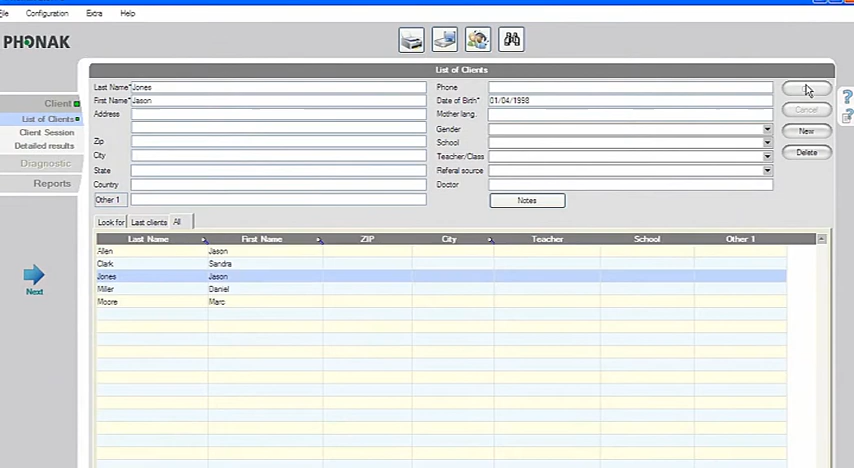 File Configuration Extra Help
PHONAK
List of Clients
Last Name* Jones Phone
First Name* Jason Date of Birth* 01/04/1998
Address Mother lang. Cancel
Gender New
Zip School
City Teacher/Class Delete
State Referal source
Country Doctor
Other 1 Notes
Client
List of Clients
Client Session
Detailed results
Diagnostic
Reports
Next
Look for Last clients All
Last Name First Name ZIP City Teacher School Other 1
Allen Jason
Clark Sandra
Jones Jason
Miller Daniel
Moore Marc